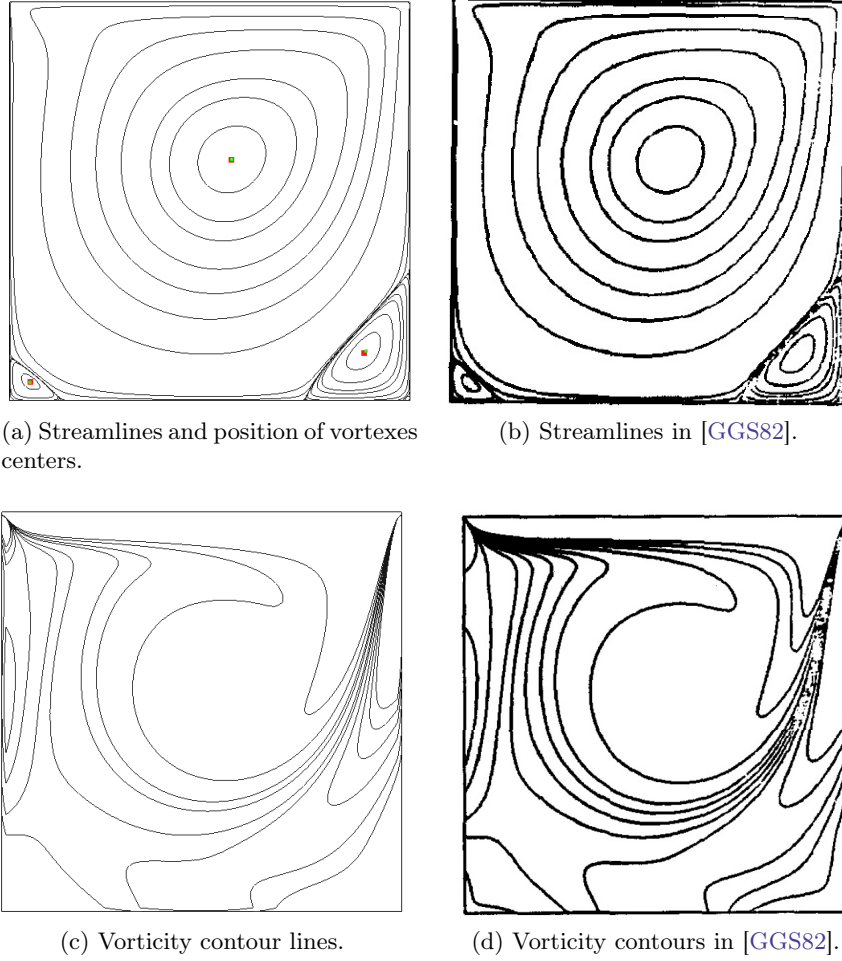 (a) Streamlines and position of vortexes
centers.
(b) Streamlines in [GGS82].
(c) Vorticity contour lines.
(d) Vorticity contours in [GGS82].